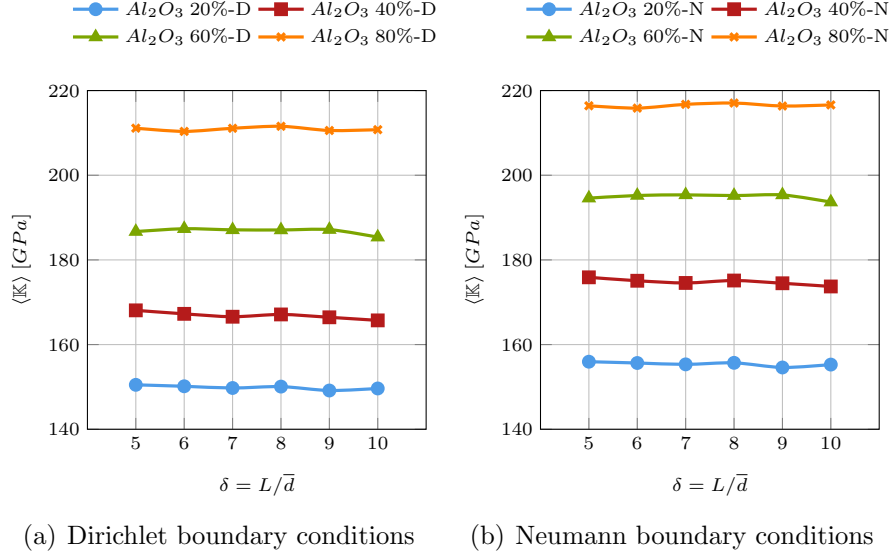 Al₂O₃ 20%-D Al₂O₃ 40%-D
Al₂O₃ 60%-D Al₂O₃ 80%-D
220
200
180
160
140
⟨𝕂⟩ [GPa]
5 6 7 8 9 10
δ = L/d̅
(a) Dirichlet boundary conditions
Al₂O₃ 20%-N Al₂O₃ 40%-N
Al₂O₃ 60%-N Al₂O₃ 80%-N
220
200
180
160
140
⟨𝕂⟩ [GPa]
5 6 7 8 9 10
δ = L/d̅
(b) Neumann boundary conditions